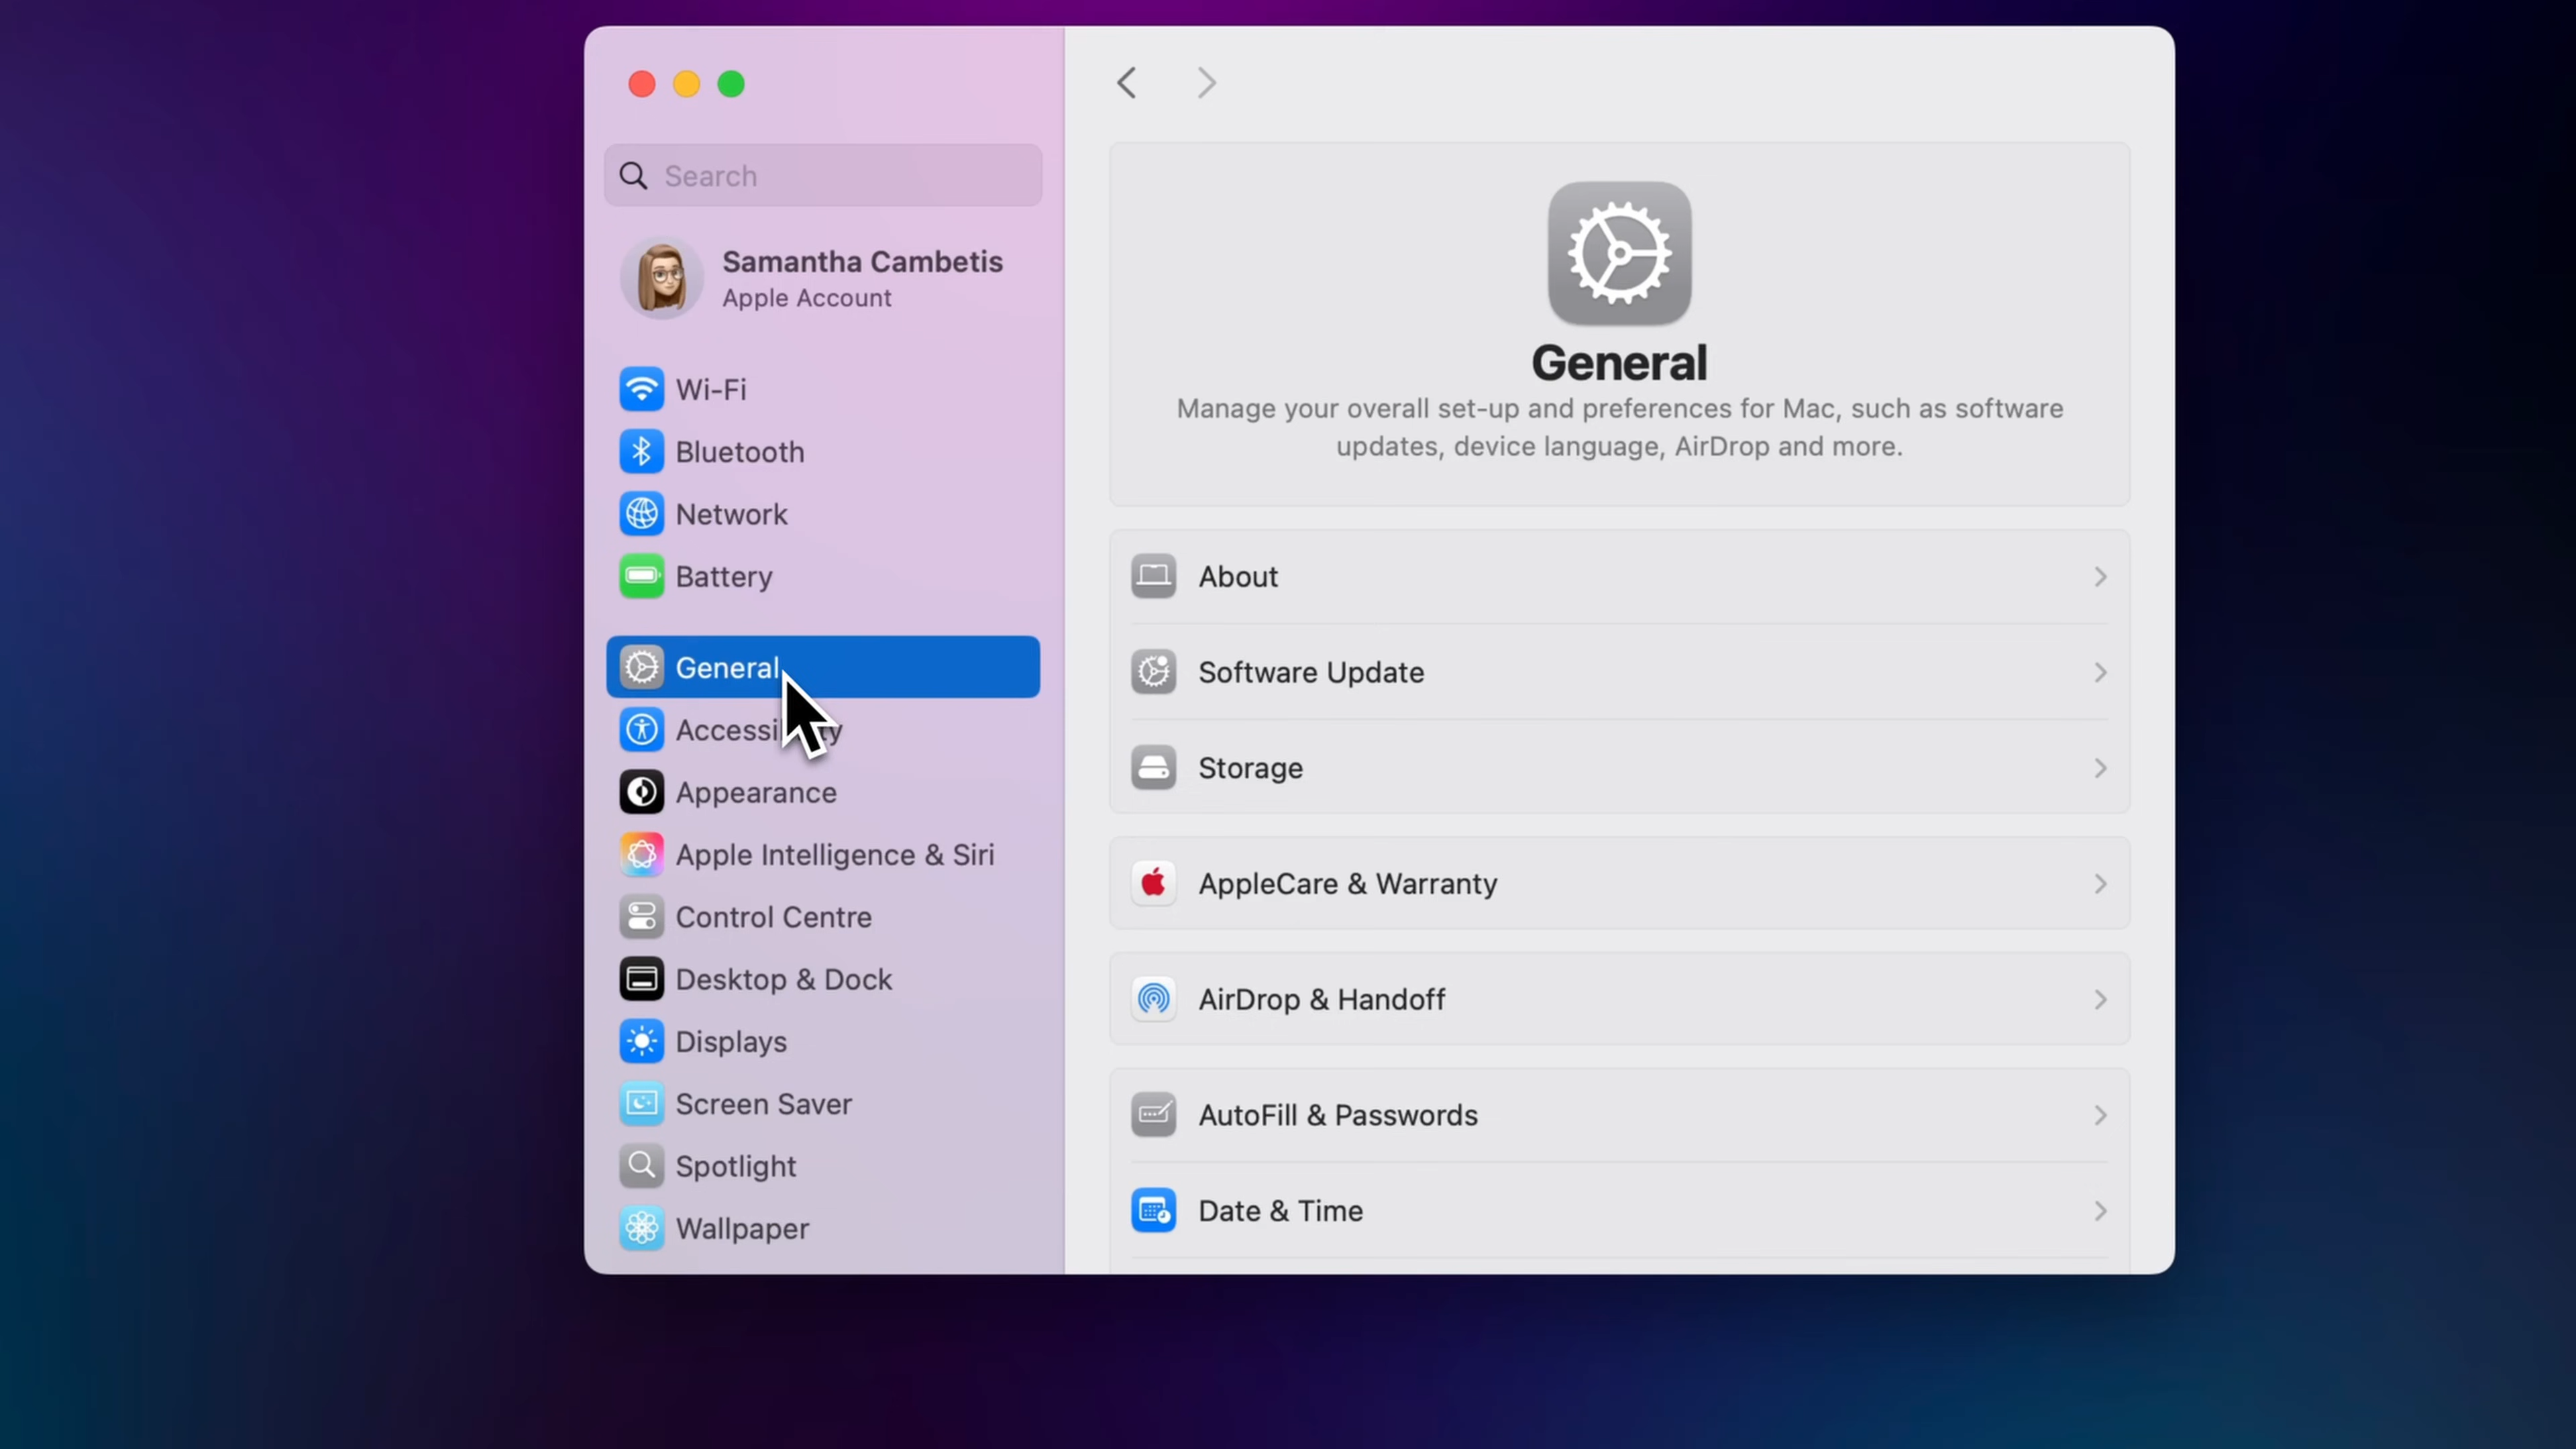 Search
Samantha Cambetis
Apple Account
Wi-Fi
Bluetooth
Network
Battery
General
Accessibility
Appearance
Apple Intelligence & Siri
Control Centre
Desktop & Dock
Displays
Screen Saver
Spotlight
Wallpaper
General
Manage your overall set-up and preferences for Mac, such as software
updates, device language, AirDrop and more.
About
Software Update
Storage
AppleCare & Warranty
AirDrop & Handoff
AutoFill & Passwords
Date & Time